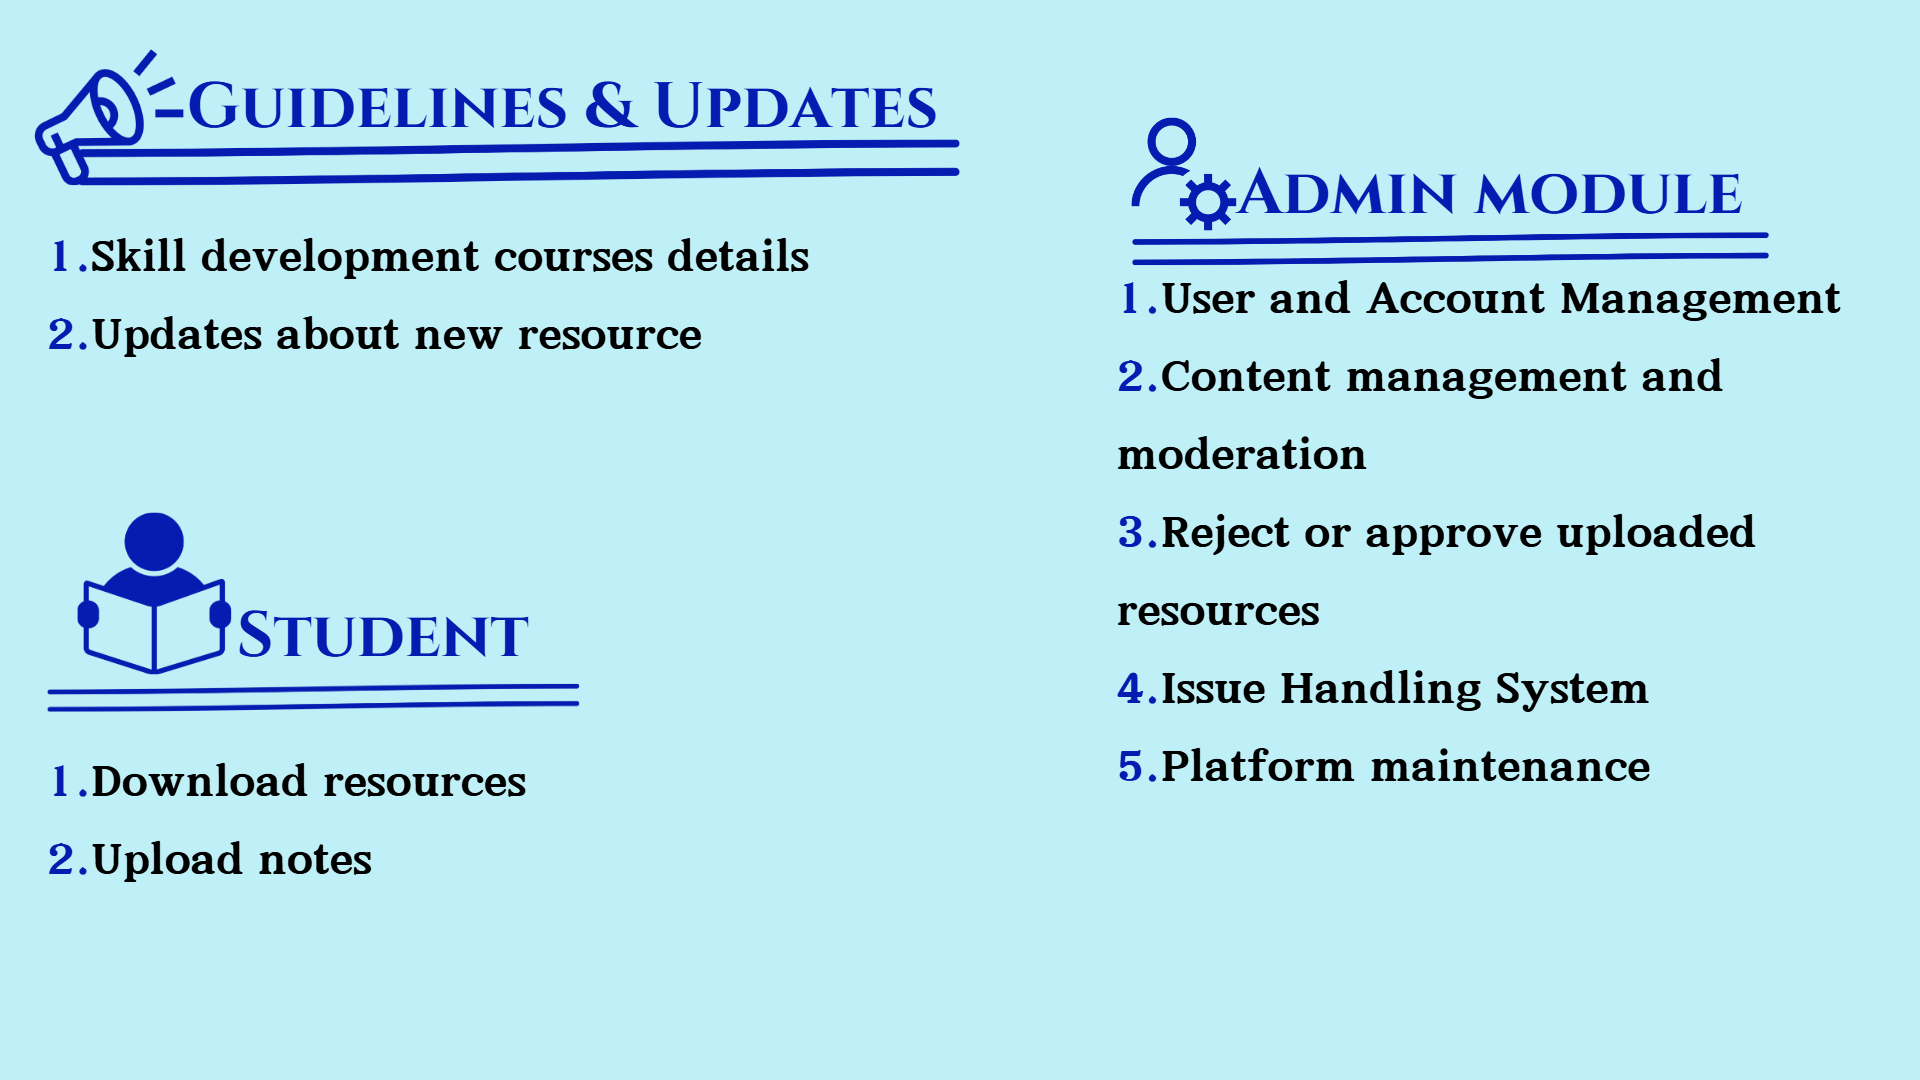 Guidelines & Updates
1.Skill development courses details
2.Updates about new resource
Student
1.Download resources
2.Upload notes
Admin module
1.User and Account Management
2.Content management and
moderation
3.Reject or approve uploaded
resources
4.Issue Handling System
5.Platform maintenance